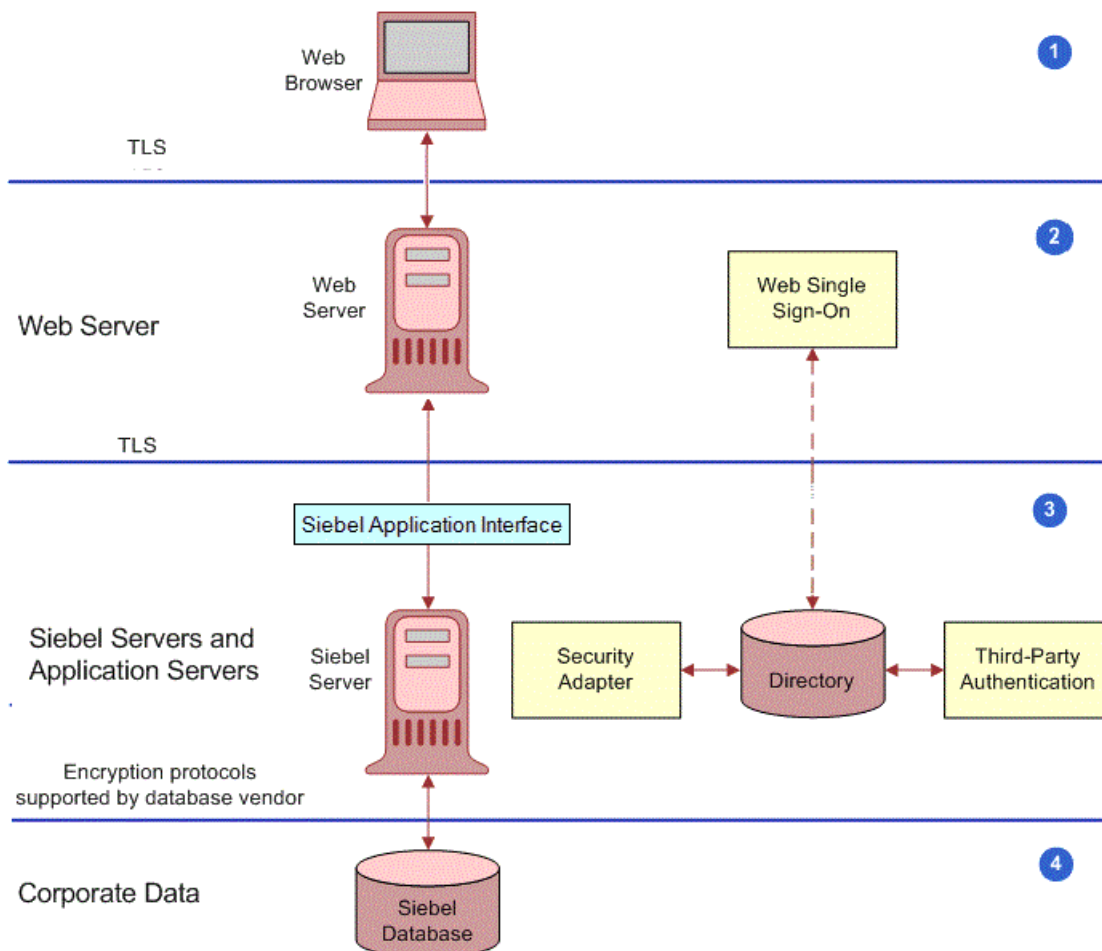 Web
Browser
1
TLS
2
Web
Server
Web Single
Sign-On
Web Server
TLS
Siebel Application Interface
3
Siebel Servers and
Application Servers
Siebel
Server
Security
Adapter
Directory
Third-Party
Authentication
Encryption protocols
supported by database vendor
4
Corporate Data
Siebel
Database